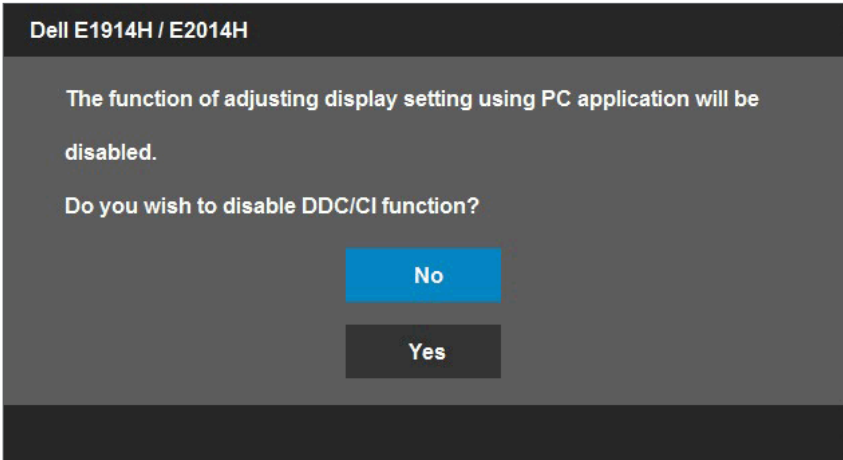 Dell E1914H / E2014H
The function of adjusting display setting using PC application will be
disabled.
Do you wish to disable DDC/CI function?
No
Yes